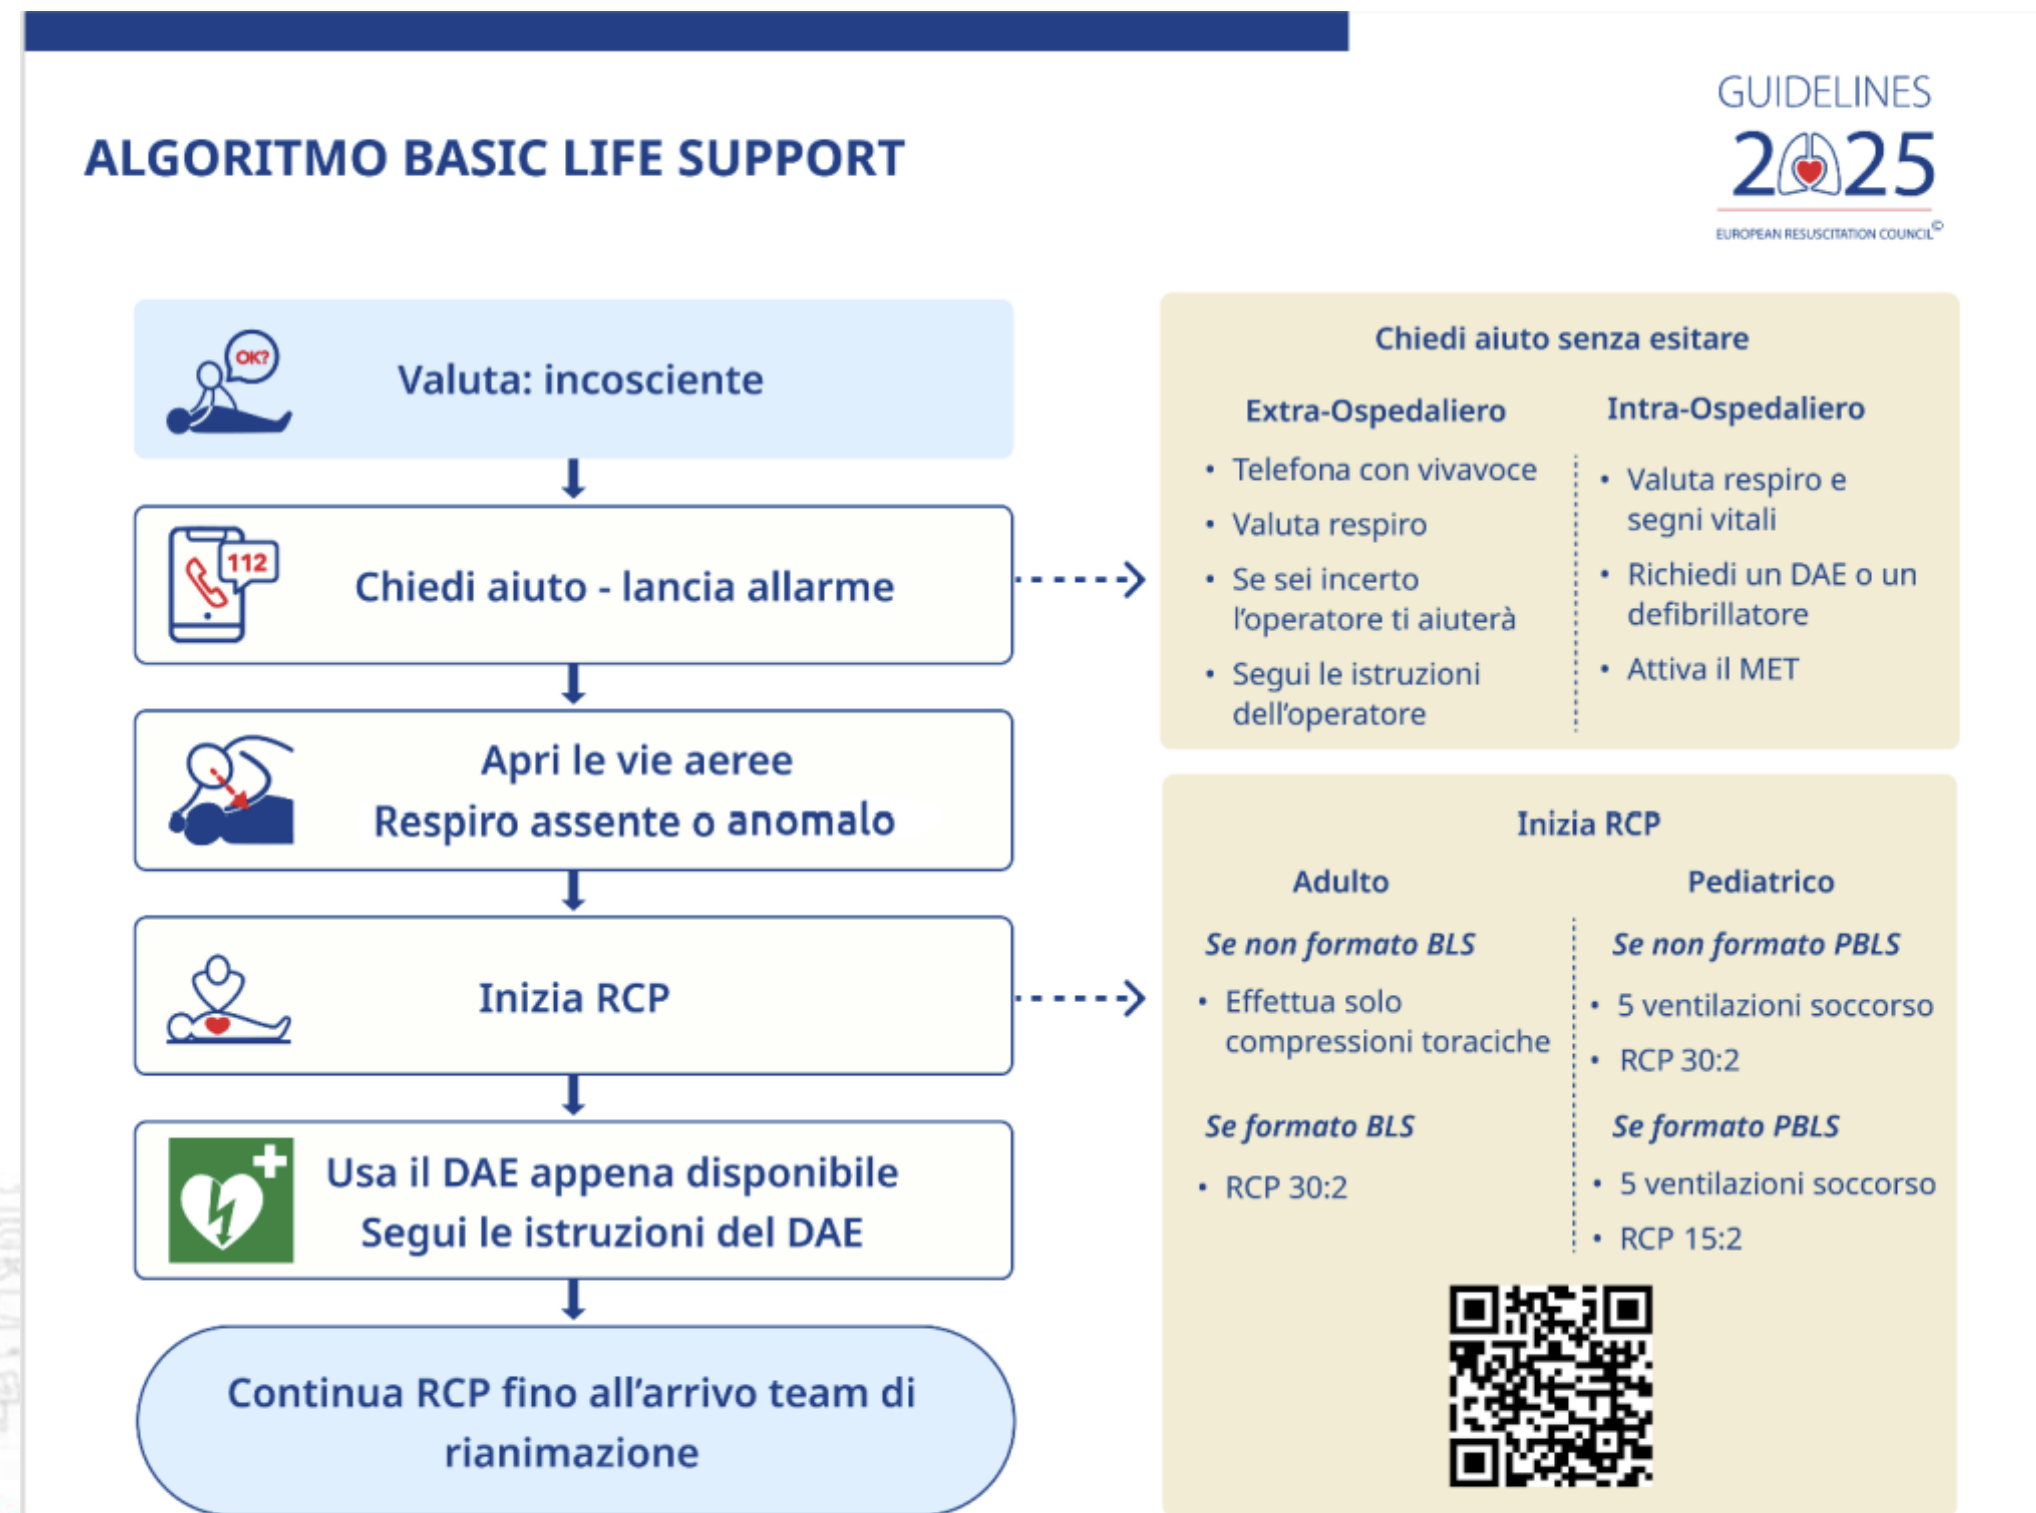 GUIDELINES
2025
EUROPEAN RESUSCITATION COUNCIL©
ALGORITMO BASIC LIFE SUPPORT
OK?
Valuta: incosciente
112
Chiedi aiuto - lancia allarme
Apri le vie aeree
Respiro assente o anomalo
Inizia RCP
Usa il DAE appena disponibile
Segui le istruzioni del DAE
Continua RCP fino all'arrivo team di
rianimazione
Chiedi aiuto senza esitare
Extra-Ospedaliero
• Telefona con vivavoce
• Valuta respiro
• Se sei incerto
l'operatore ti aiuterà
• Segui le istruzioni
dell'operatore
Intra-Ospedaliero
• Valuta respiro e
segni vitali
• Richiedi un DAE o un
defibrillatore
• Attiva il MET
Inizia RCP
Adulto
Se non formato BLS
• Effettua solo
compressioni toraciche
Se formato BLS
• RCP 30:2
Pediatrico
Se non formato PBLS
• 5 ventilazioni soccorso
• RCP 30:2
Se formato PBLS
• 5 ventilazioni soccorso
• RCP 15:2